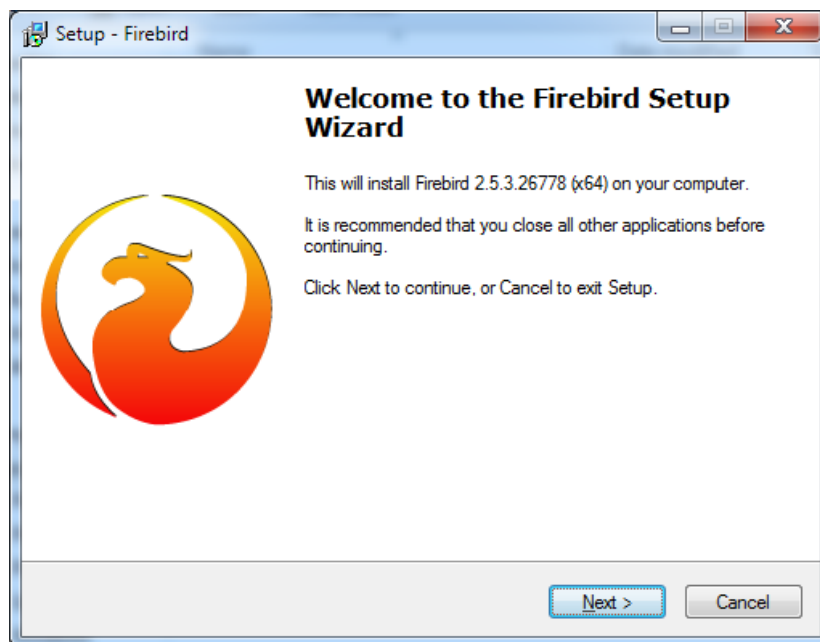 Setup - Firebird
Welcome to the Firebird Setup
Wizard
This will install Firebird 2.5.3.26778 (x64) on your computer.
It is recommended that you close all other applications before
continuing.
Click Next to continue, or Cancel to exit Setup.
Next >
Cancel